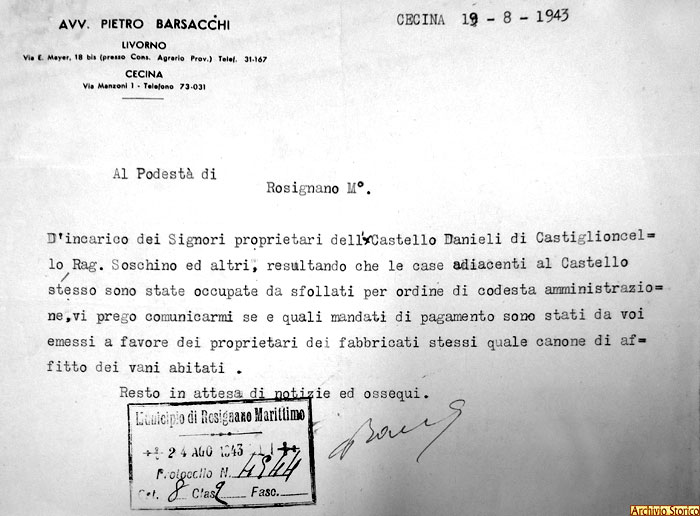 AVV. PIETRO BARSACCHI
LIVORNO
Via E. Mayer, 18 bis (presso Cons. Agrario Prov.) Telef. 31-167
CECINA
Via Manzoni 1 - Telefono 73-031
CECINA 19 - 8 - 1943
Al Podestà di
Rosignano Mº.
D'incarico dei Signori proprietari dell Castello Danieli di Castiglioncel=
lo Rag. Soschino ed altri, resultando che le case adiacenti al Castello
stesso sono state occupate da sfollati per ordine di codesta amministrazio=
ne,vi prego comunicarmi se e quali mandati di pagamento sono stati da voi
emessi a favore dei proprietari dei fabbricati stessi quale canone di af=
fitto dei vani abitati .
Resto in attesa di notizie ed ossequi.
Municipio di Rosignano Marittimo
24 AGO 1943
Protocollo N. 4944
Cat. 8 Clas 2 Fasc.
Archivio Storico